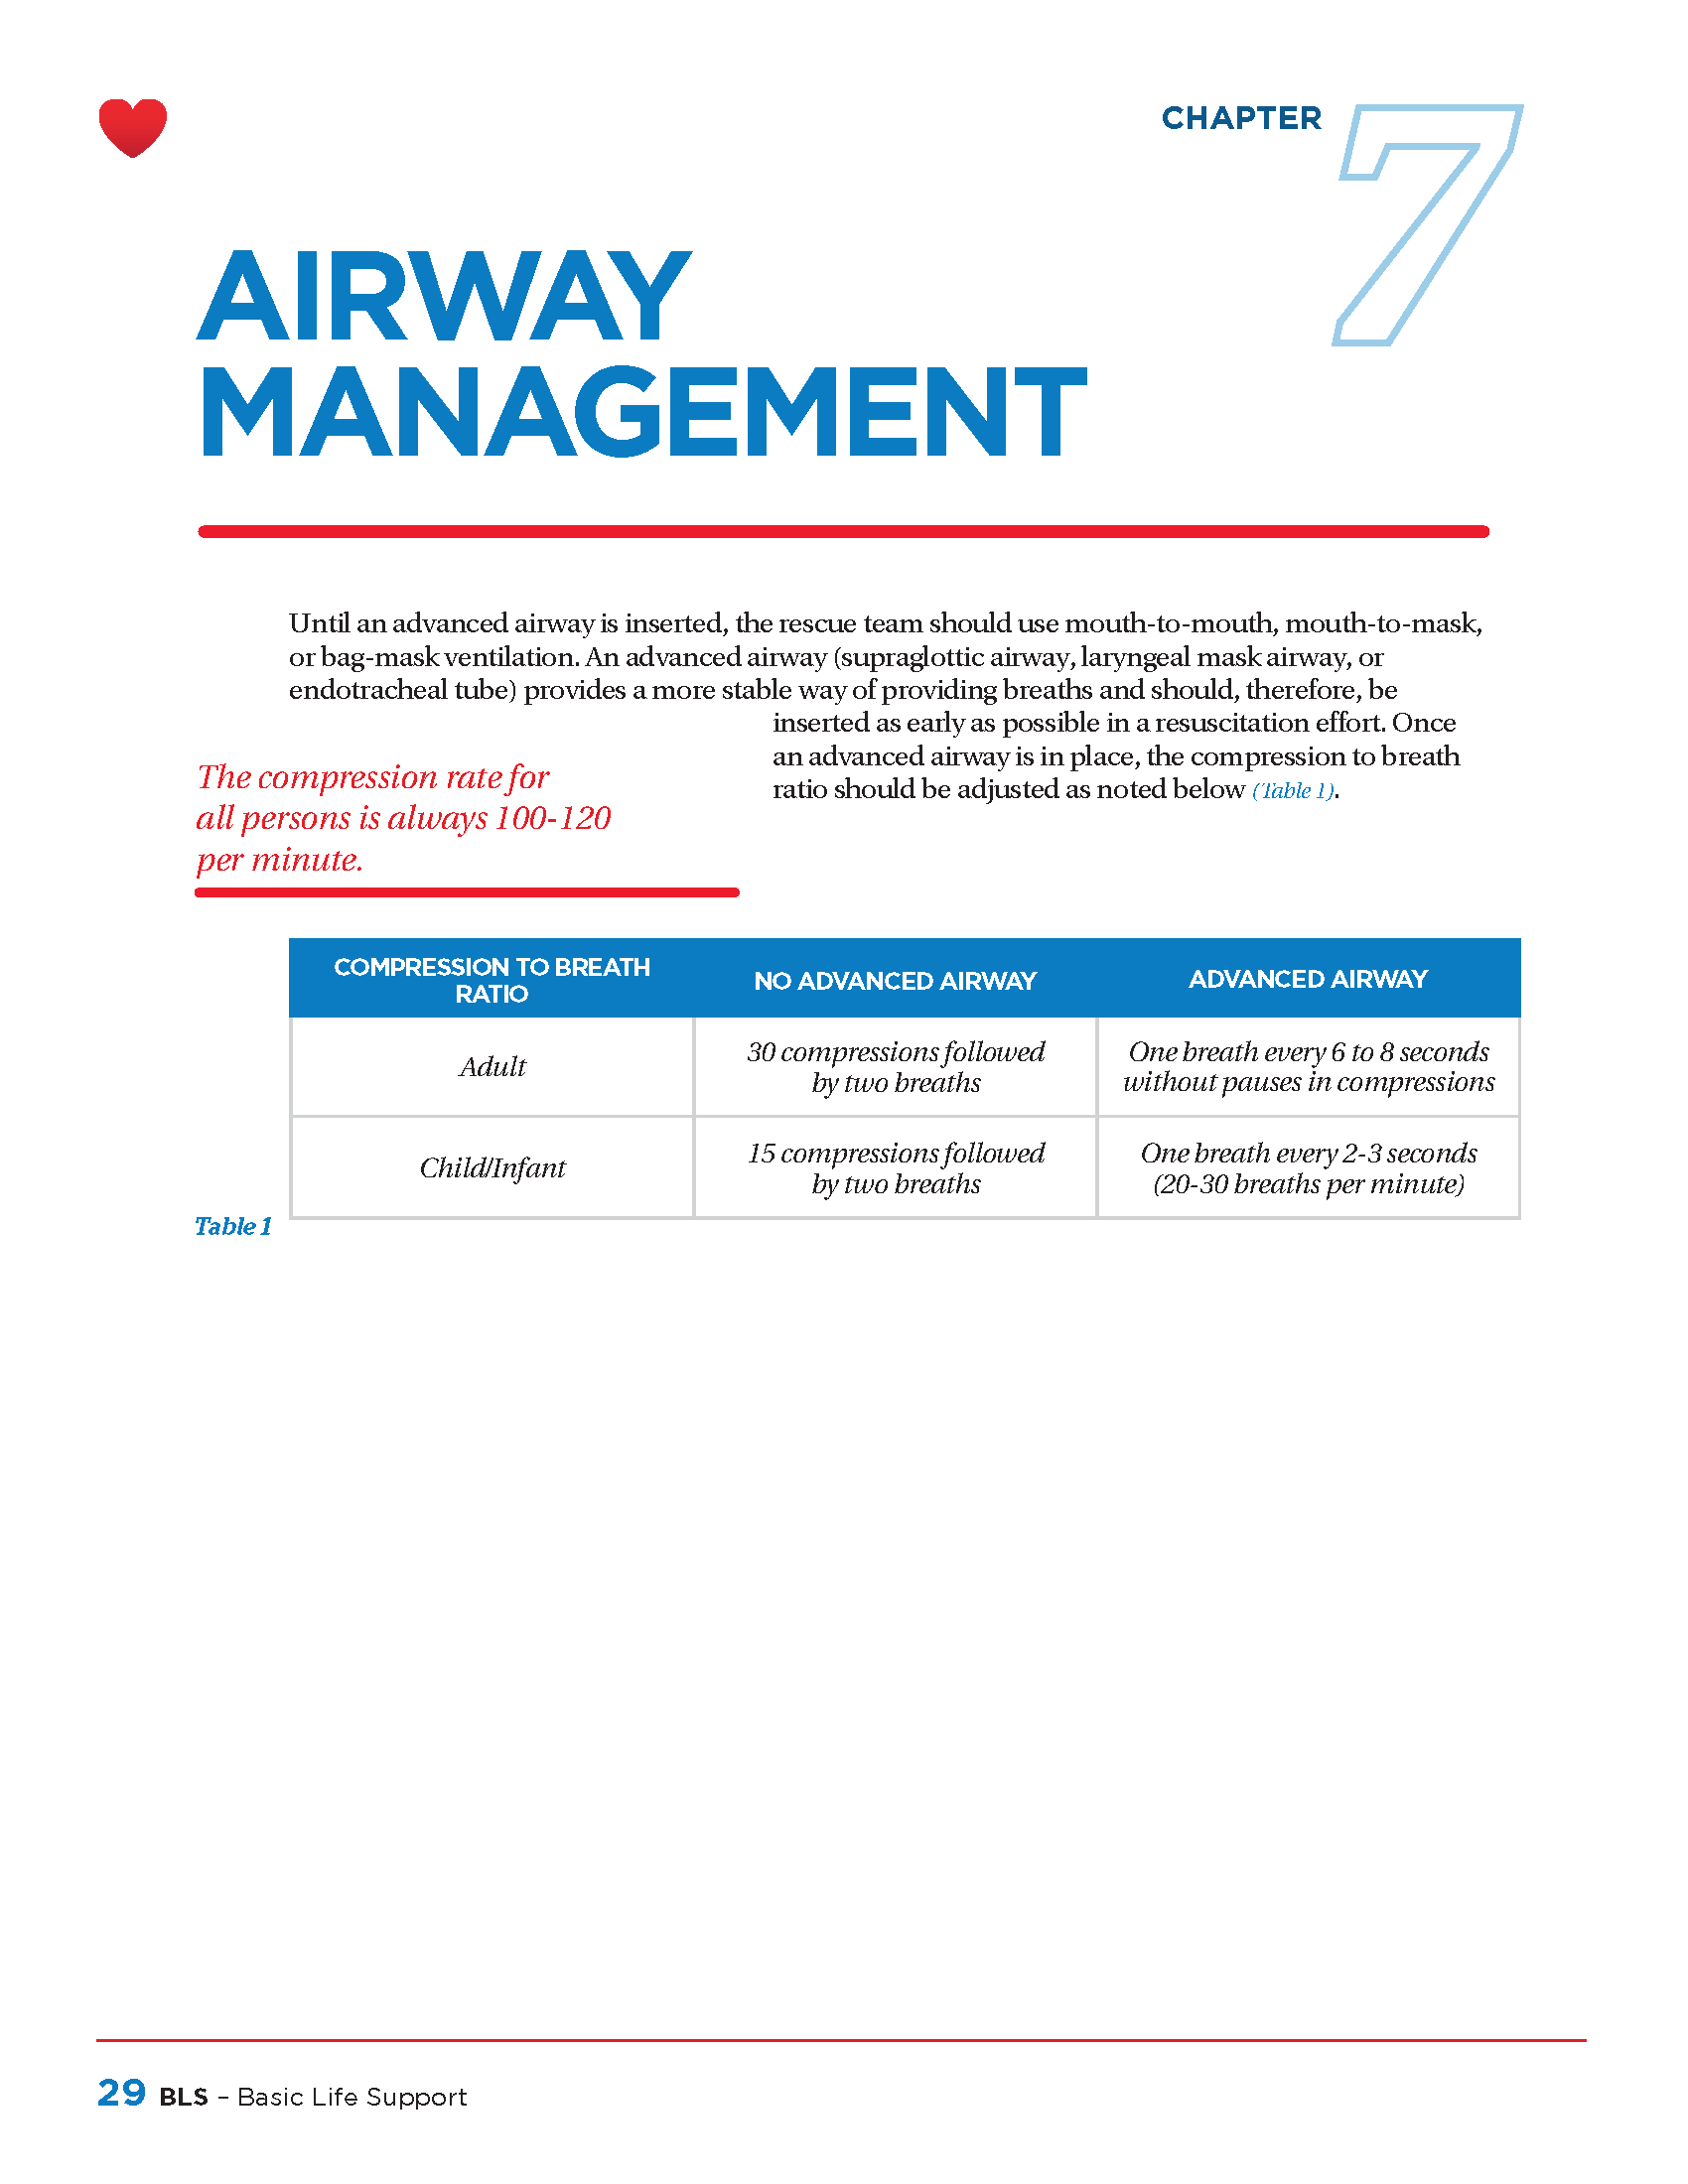 CHAPTER 7
AIRWAY
MANAGEMENT
Until an advanced airway is inserted, the rescue team should use mouth-to-mouth, mouth-to-mask,
or bag-mask ventilation. An advanced airway (supraglottic airway, laryngeal mask airway, or
endotracheal tube) provides a more stable way of providing breaths and should, therefore, be
inserted as early as possible in a resuscitation effort. Once
an advanced airway is in place, the compression to breath
ratio should be adjusted as noted below (Table 1).
The compression rate for
all persons is always 100-120
per minute.
COMPRESSION TO BREATH
RATIO
NO ADVANCED AIRWAY
ADVANCED AIRWAY
Adult
30 compressions followed
by two breaths
One breath every 6 to 8 seconds
without pauses in compressions
Child/Infant
15 compressions followed
by two breaths
One breath every 2-3 seconds
(20-30 breaths per minute)
Table 1
29 BLS – Basic Life Support